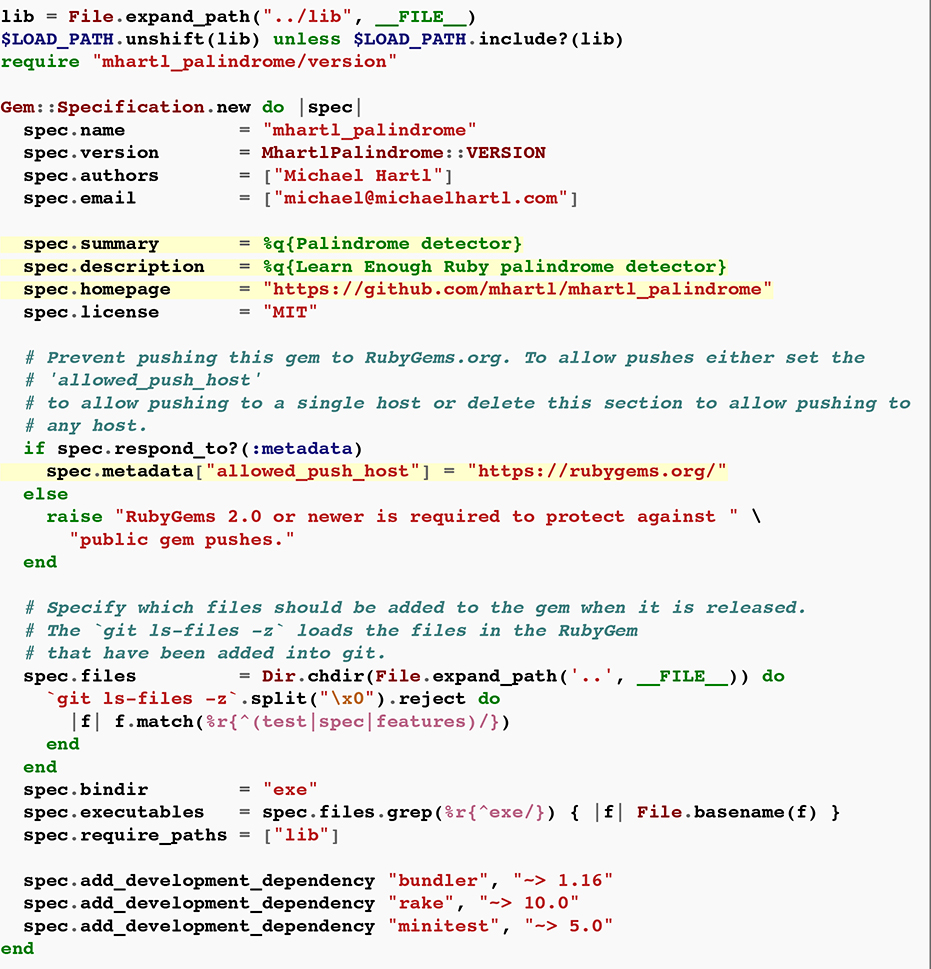 lib = File.expand_path("../lib", __FILE__)
$LOAD_PATH.unshift(lib) unless $LOAD_PATH.include?(lib)
require "mhartl_palindrome/version"

Gem::Specification.new do |spec|
  spec.name          = "mhartl_palindrome"
  spec.version       = MhartlPalindrome::VERSION
  spec.authors       = ["Michael Hartl"]
  spec.email         = ["michael@michaelhartl.com"]

  spec.summary       = %q{Palindrome detector}
  spec.description   = %q{Learn Enough Ruby palindrome detector}
  spec.homepage      = "https://github.com/mhartl/mhartl_palindrome"
  spec.license       = "MIT"

  # Prevent pushing this gem to RubyGems.org. To allow pushes either set the
  # 'allowed_push_host'
  # to allow pushing to a single host or delete this section to allow pushing to
  # any host.
  if spec.respond_to?(:metadata)
    spec.metadata["allowed_push_host"] = "https://rubygems.org/"
  else
    raise "RubyGems 2.0 or newer is required to protect against " \
      "public gem pushes."
  end

  # Specify which files should be added to the gem when it is released.
  # The `git ls-files -z` loads the files in the RubyGem
  # that have been added into git.
  spec.files         = Dir.chdir(File.expand_path('..', __FILE__)) do
    `git ls-files -z`.split("\x0").reject do
      |f| f.match(%r{^(test|spec|features)/})
    end
  end
  spec.bindir        = "exe"
  spec.executables   = spec.files.grep(%r{^exe/}) { |f| File.basename(f) }
  spec.require_paths = ["lib"]

  spec.add_development_dependency "bundler", "~> 1.16"
  spec.add_development_dependency "rake", "~> 10.0"
  spec.add_development_dependency "minitest", "~> 5.0"
end